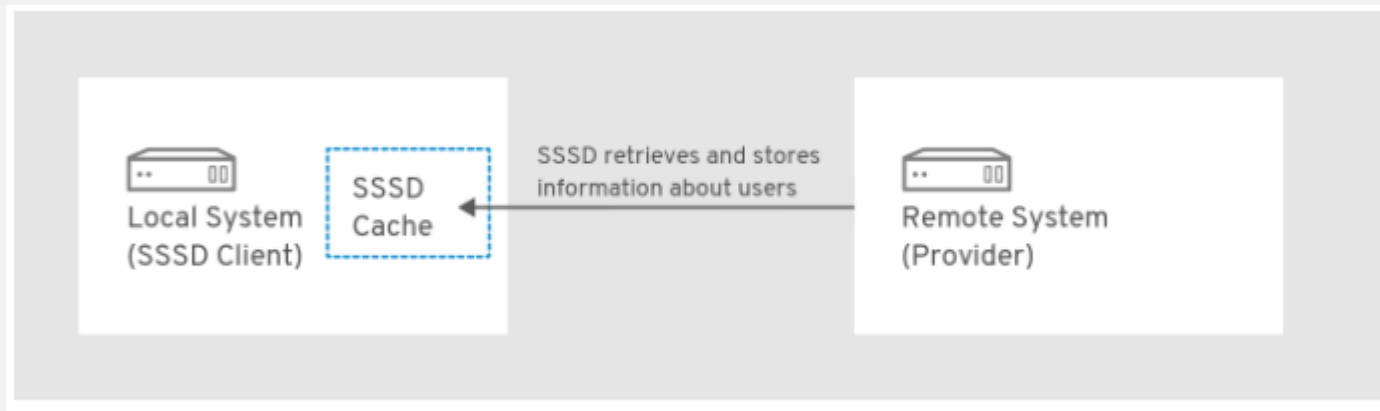 Local System
(SSSD Client)
SSSD
Cache
SSSD retrieves and stores
information about users
Remote System
(Provider)